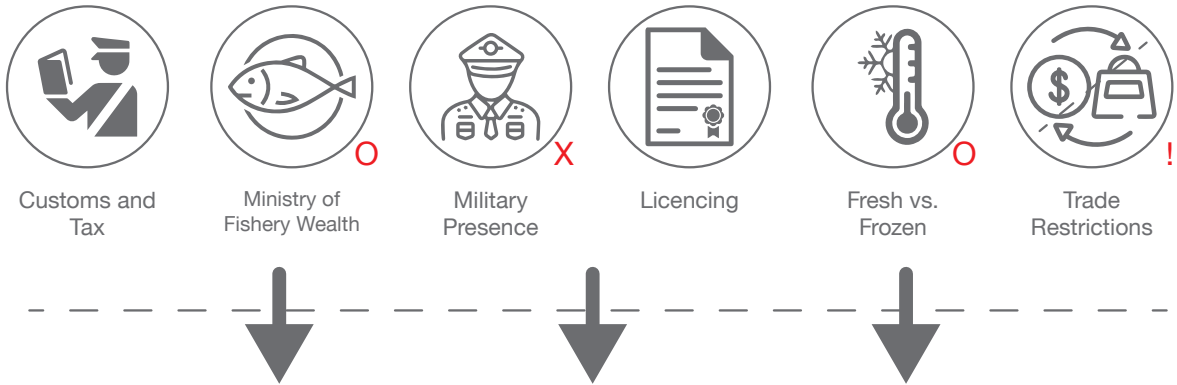 $
O
X
O
!
Customs and
Tax
Ministry of
Fishery Wealth
Military
Presence
Licencing
Fresh vs.
Frozen
Trade
Restrictions